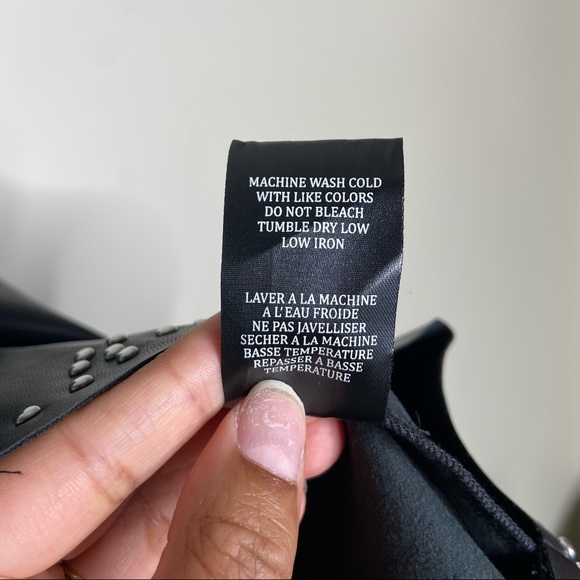 MACHINE WASH COLD
WITH LIKE COLORS
DO NOT BLEACH
TUMBLE DRY LOW
LOW IRON
LAVER A LA MACHINE
A L'EAU FROIDE
NE PAS JAVELLISER
SECHER A LA MACHINE
BASSE TEMPERATURE
REPASSER A BASSE
TEMPERATURE